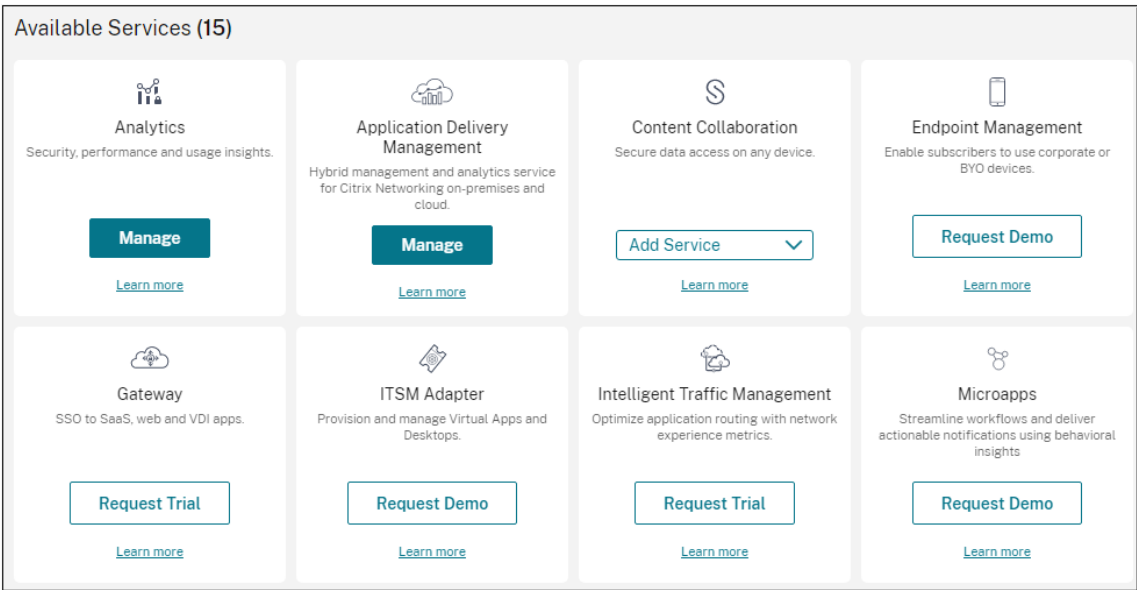 Available Services (15)
Analytics
Security, performance and usage insights.
Manage
Learn more
Application Delivery
Management
Hybrid management and analytics service
for Citrix Networking on-premises and
cloud.
Manage
Learn more
Content Collaboration
Secure data access on any device.
Add Service
Learn more
Endpoint Management
Enable subscribers to use corporate or
BYO devices.
Request Demo
Learn more
Gateway
SSO to SaaS, web and VDI apps.
Request Trial
Learn more
ITSM Adapter
Provision and manage Virtual Apps and
Desktops.
Request Demo
Learn more
Intelligent Traffic Management
Optimize application routing with network
experience metrics.
Request Trial
Learn more
Microapps
Streamline workflows and deliver
actionable notifications using behavioral
insights
Request Demo
Learn more